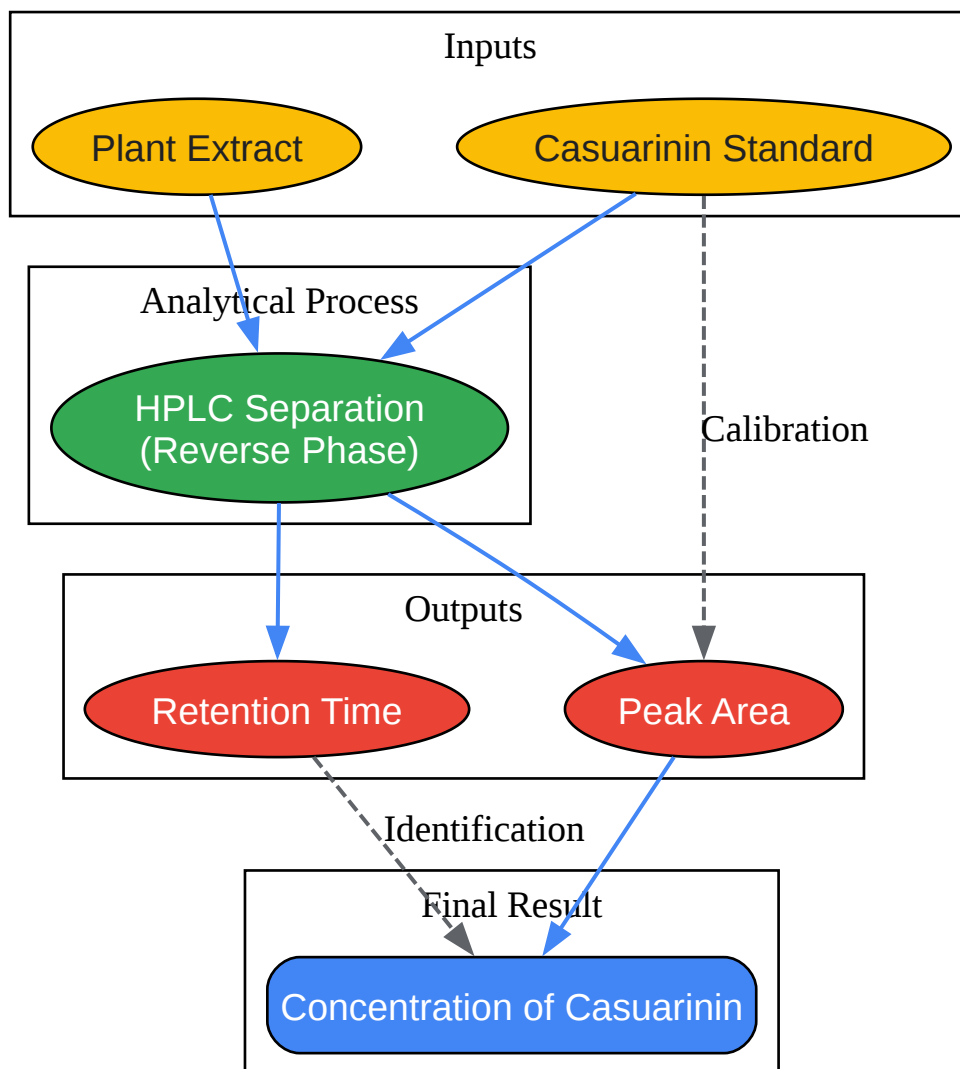 Inputs
Plant Extract
Casuarinin Standard
Analytical Process
HPLC Separation
(Reverse Phase)
Calibration
Outputs
Retention Time
Peak Area
Identification
Final Result
Concentration of Casuarinin